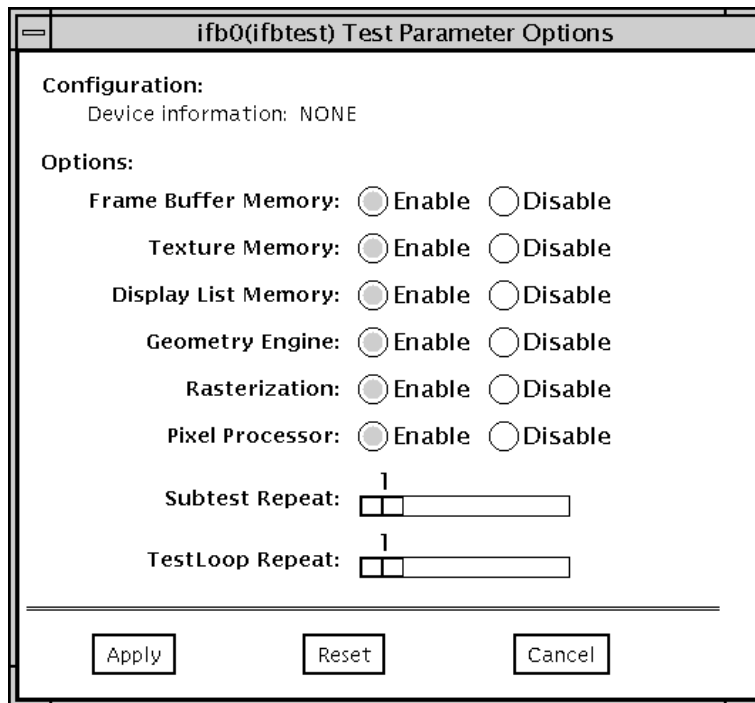 ifb0(ifbtest) Test Parameter Options
Configuration:
Device information: NONE
Options:
Frame Buffer Memory: Enable Disable
Texture Memory: Enable Disable
Display List Memory: Enable Disable
Geometry Engine: Enable Disable
Rasterization: Enable Disable
Pixel Processor: Enable Disable
1
Subtest Repeat:
1
TestLoop Repeat:
Apply Reset Cancel